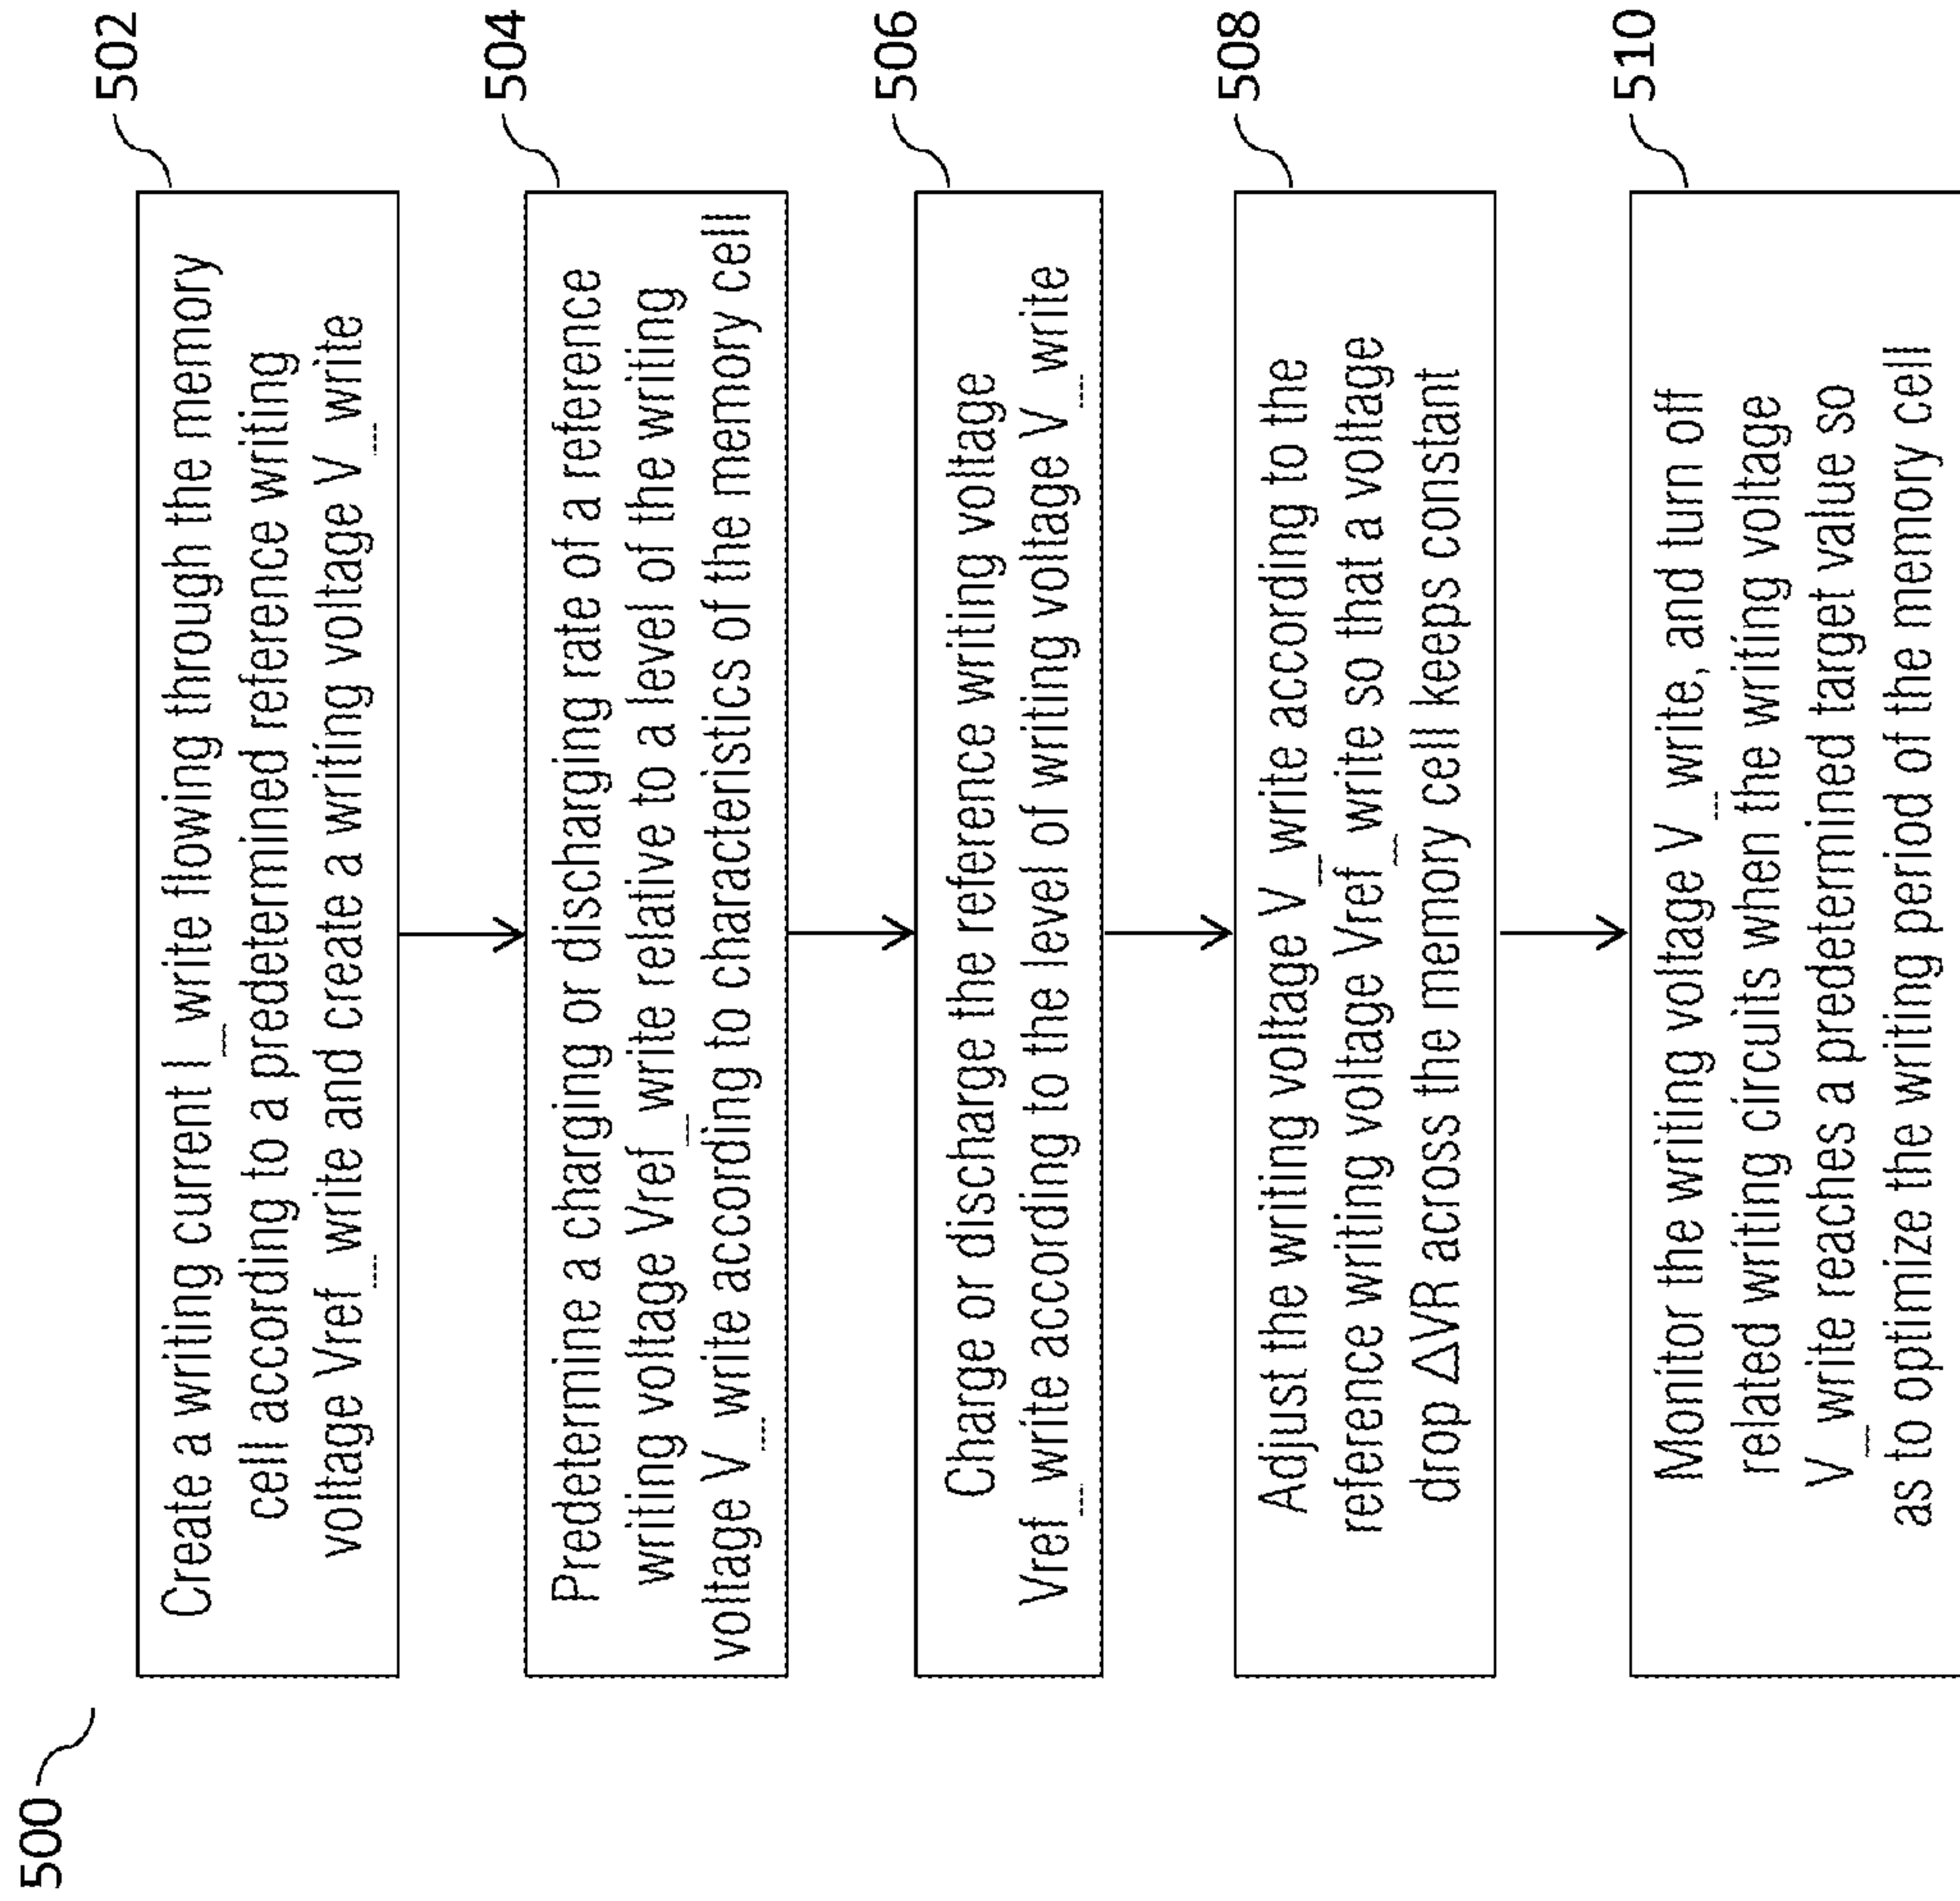 500
502
Create a writing current I_write flowing through the memory
cell according to a predetermined reference writing
voltage Vref_write and create a writing voltage V_write
504
Predetermine a charging or discharging rate of a reference
writing voltage Vref_write relative to a level of the writing
voltage V_write according to characteristics of the memory cell
506
Charge or discharge the reference writing voltage
Vref_write according to the level of writing voltage V_write
508
Adjust the writing voltage V_write according to the
reference writing voltage Vref_write so that a voltage
drop △VR across the memory cell keeps constant
510
Monitor the writing voltage V_write, and turn off
related writing circuits when the writing voltage
V_write reaches a predetermined target value so
as to optimize the writing period of the memory cell